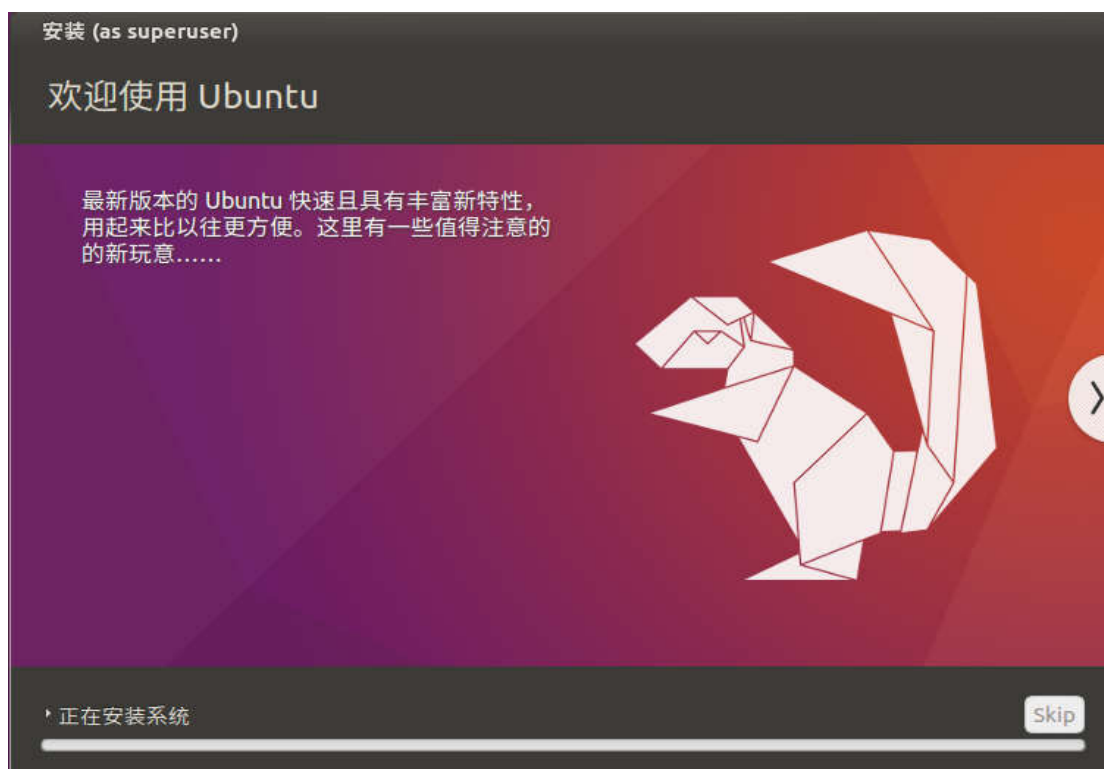 安装 (as superuser)
欢迎使用 Ubuntu
最新版本的 Ubuntu 快速且具有丰富新特性，
用起来比以往更方便。这里有一些值得注意的
的新玩意……
正在安装系统
Skip